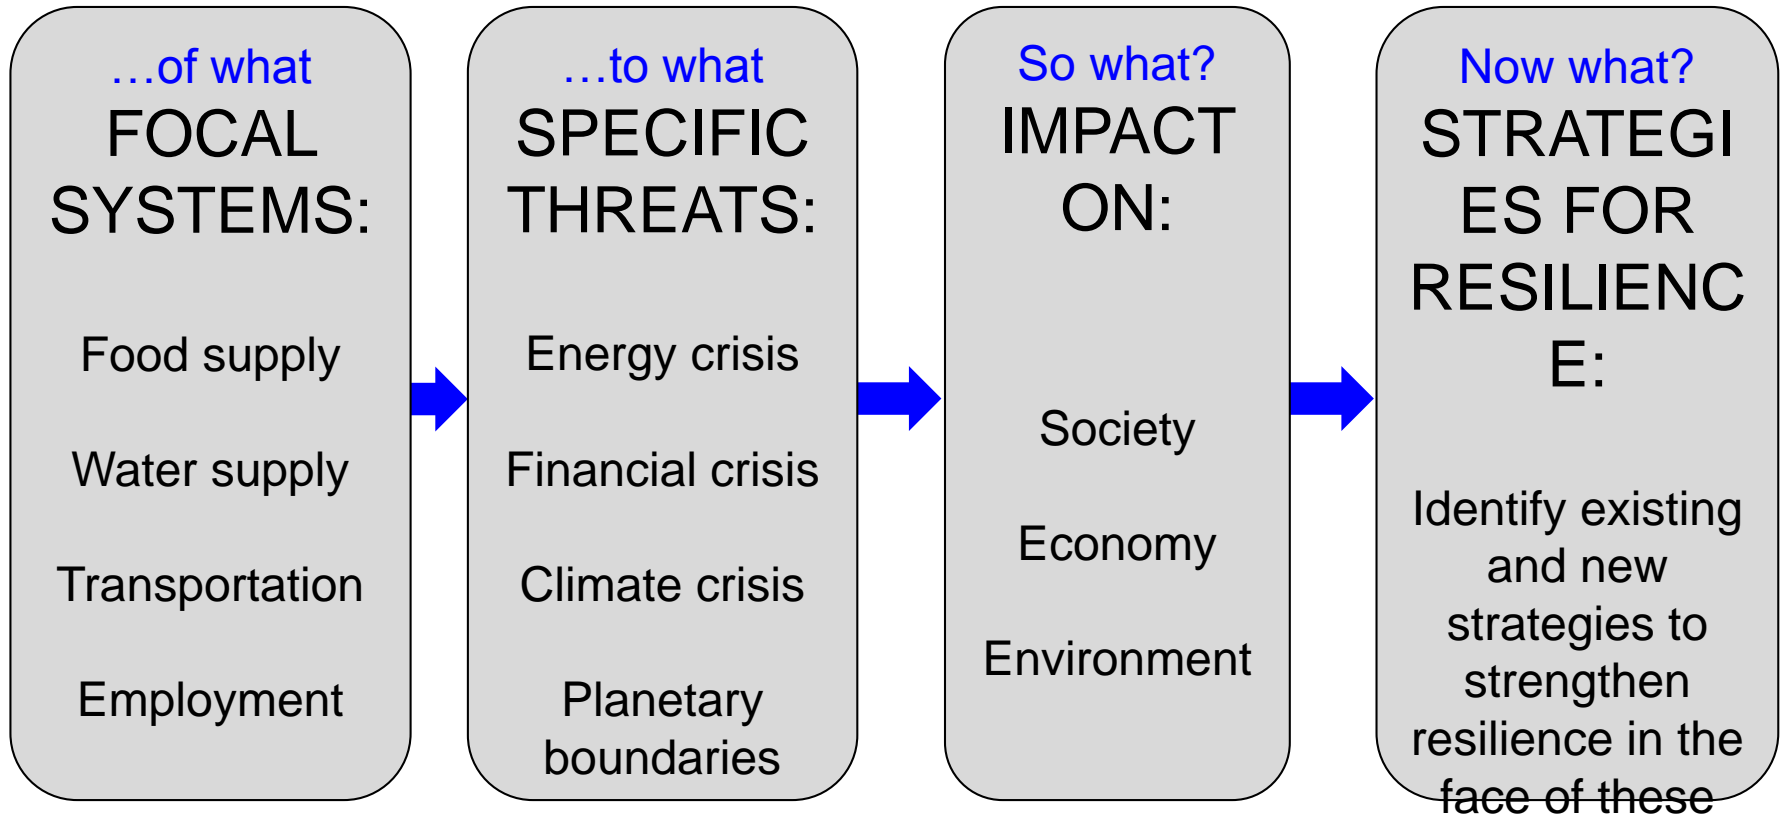 …of what
FOCAL
SYSTEMS:
Food supply
Water supply
Transportation
Employment
…to what
SPECIFIC
THREATS:
Energy crisis
Financial crisis
Climate crisis
Planetary
boundaries
So what?
IMPACT
ON:
Society
Economy
Environment
Now what?
STRATEGI
ES FOR
RESILIENC
E:
Identify existing
and new
strategies to
strengthen
resilience in the
face of these